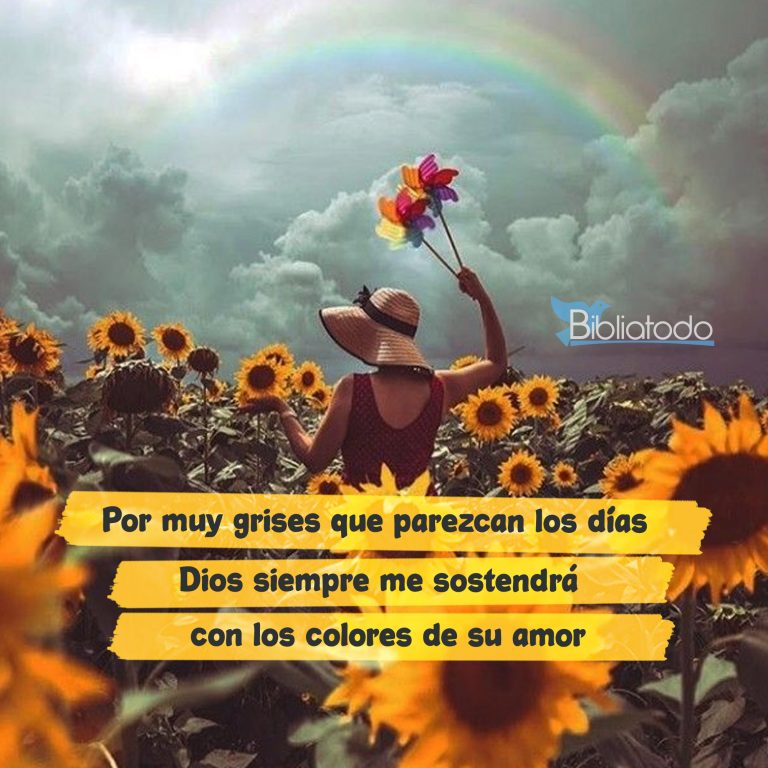 Bibliatodo
Por muy grises que parezcan los días
Dios siempre me sostendrá
con los colores de su amor